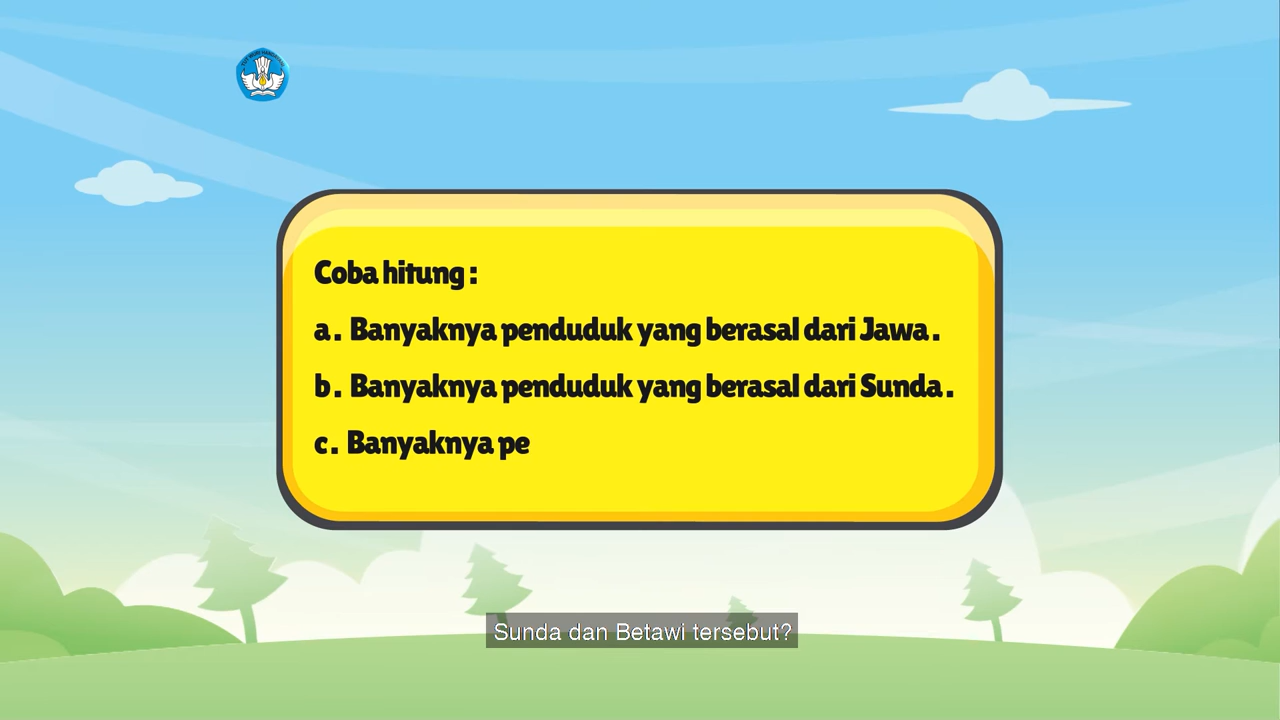 Coba hitung :
a. Banyaknya penduduk yang berasal dari Jawa.
b. Banyaknya penduduk yang berasal dari Sunda.
c. Banyaknya pe
Sunda dan Betawi tersebut?